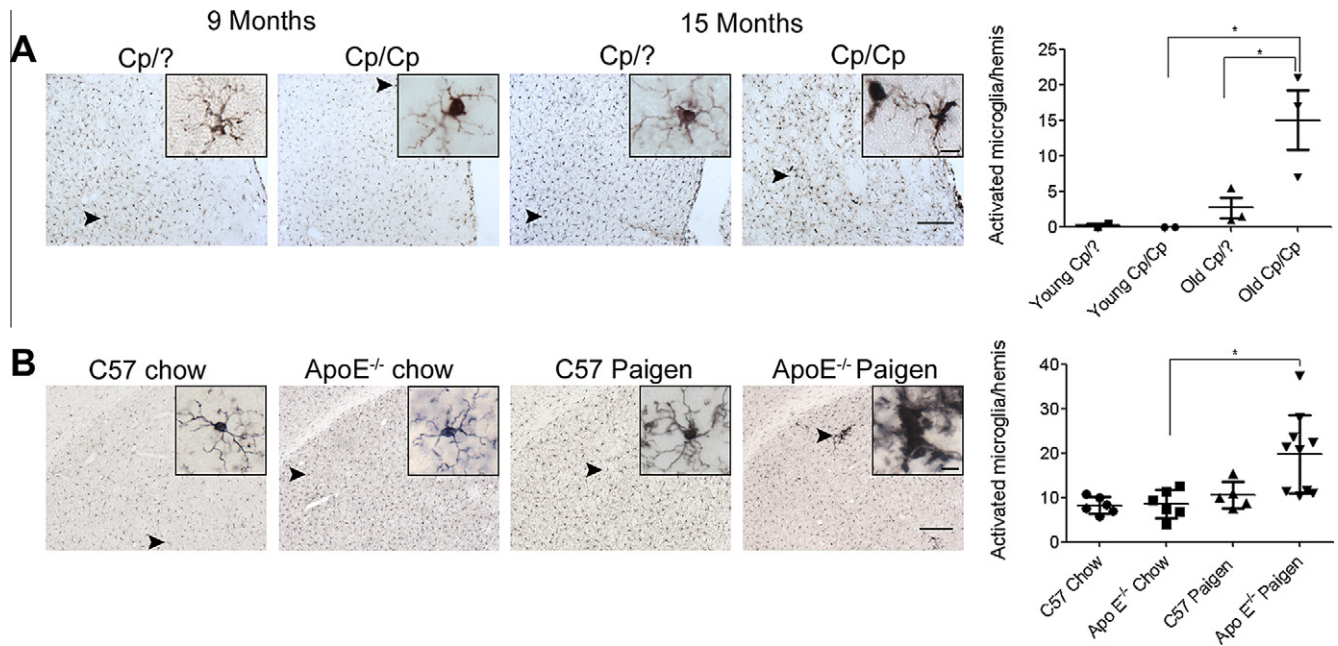 9 Months
15 Months
A
Cp/?
Cp/Cp
Cp/?
Cp/Cp
Activated microglia/hemis
25
20
15
10
5
0
*
*
Young Cp/?
Young Cp/Cp
Old Cp/?
Old Cp/Cp
B
C57 chow
ApoE-/- chow
C57 Paigen
ApoE-/- Paigen
Activated microglia/hemis
40
30
20
10
0
*
C57 Chow
Apo E-/- Chow
C57 Paigen
Apo E-/- Paigen